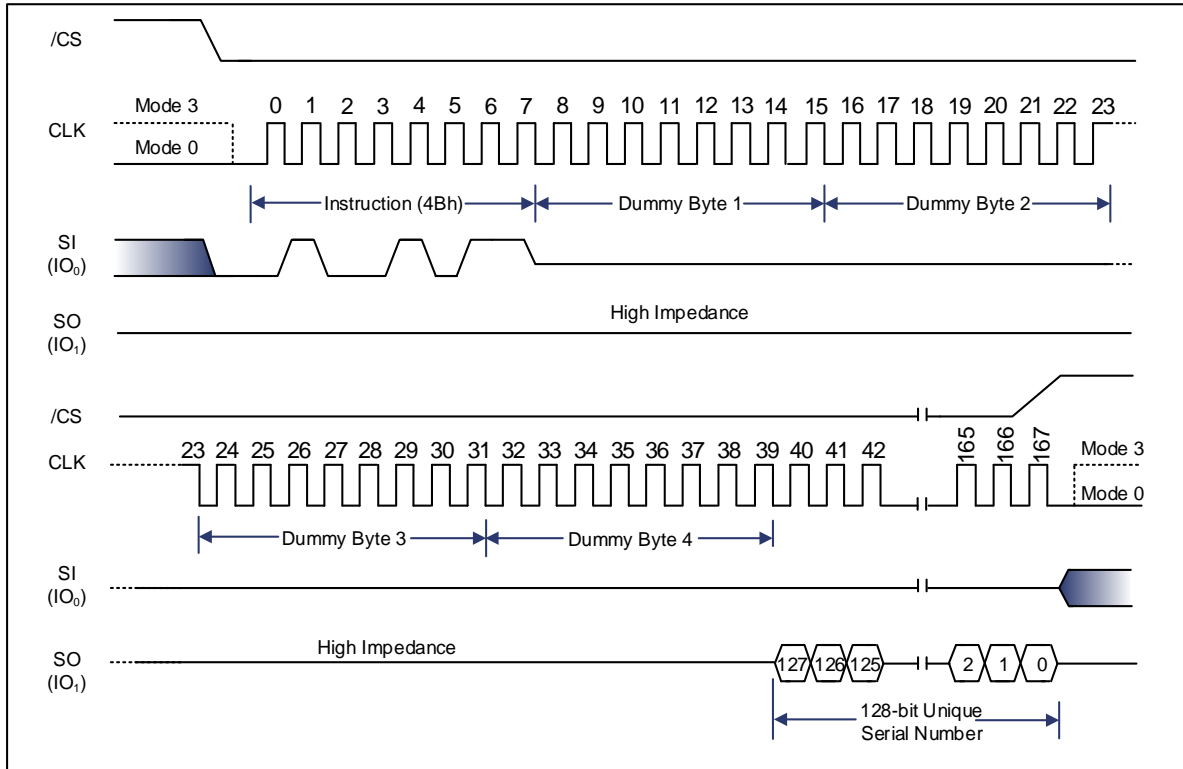 /CS
Mode 3
0 1 2 3 4 5 6 7 8 9 10 11 12 13 14 15 16 17 18 19 20 21 22 23
CLK
Mode 0
Instruction (4Bh) Dummy Byte 1 Dummy Byte 2
SI
(IO₀)
High Impedance
SO
(IO₁)
/CS
23 24 25 26 27 28 29 30 31 32 33 34 35 36 37 38 39 40 41 42 165 166 167
CLK
Mode 3
Mode 0
Dummy Byte 3 Dummy Byte 4
SI
(IO₀)
High Impedance
SO
(IO₁)
127 126 125 2 1 0
128-bit Unique
Serial Number